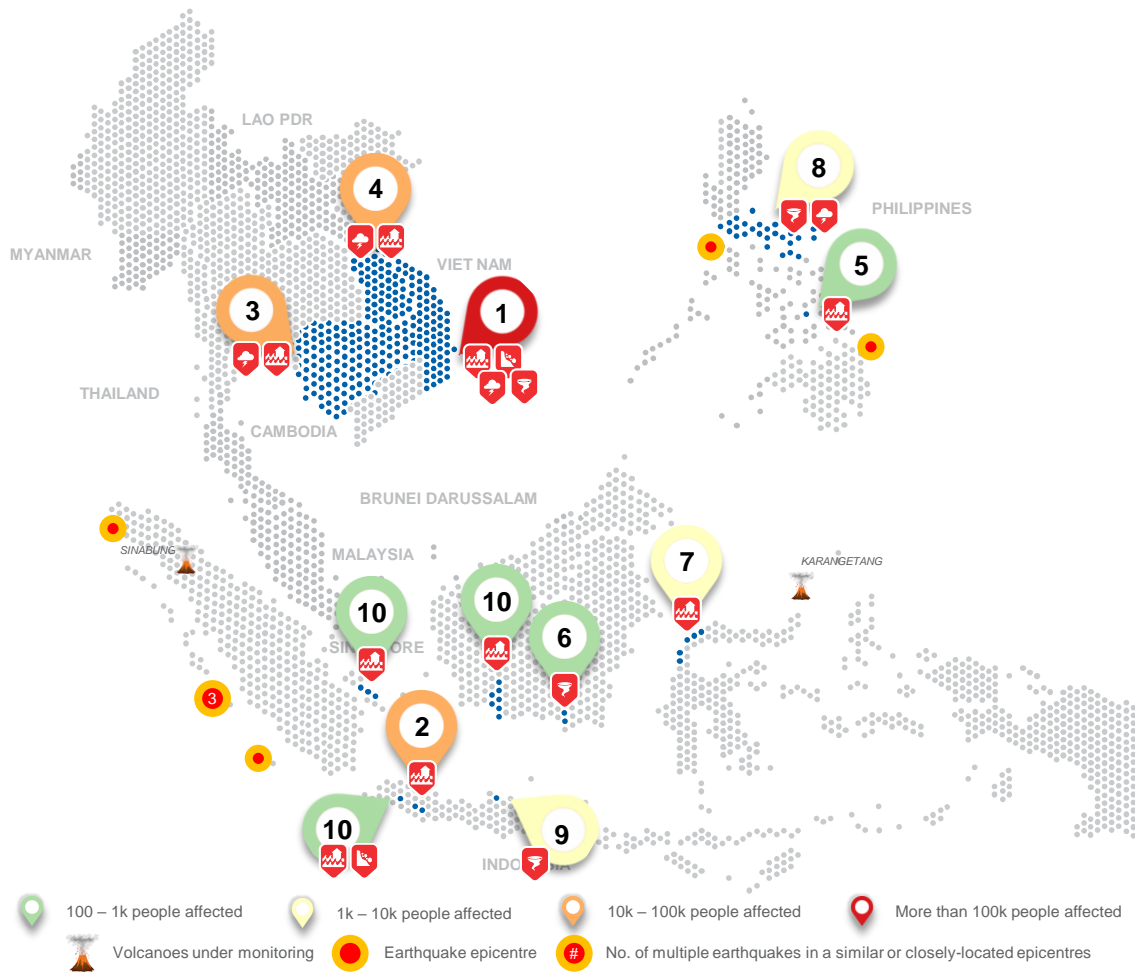 LAO PDR
4
8
PHILIPPINES
MYANMAR
VIET NAM
5
3
1
THAILAND
CAMBODIA
BRUNEI DARUSSALAM
SINABUNG
MALAYSIA
7
KARANGETANG
10
10
6
SINGAPORE
3
2
10
9
INDONESIA
100 – 1k people affected
1k – 10k people affected
10k – 100k people affected
More than 100k people affected
Volcanoes under monitoring
Earthquake epicentre
# No. of multiple earthquakes in a similar or closely-located epicentres